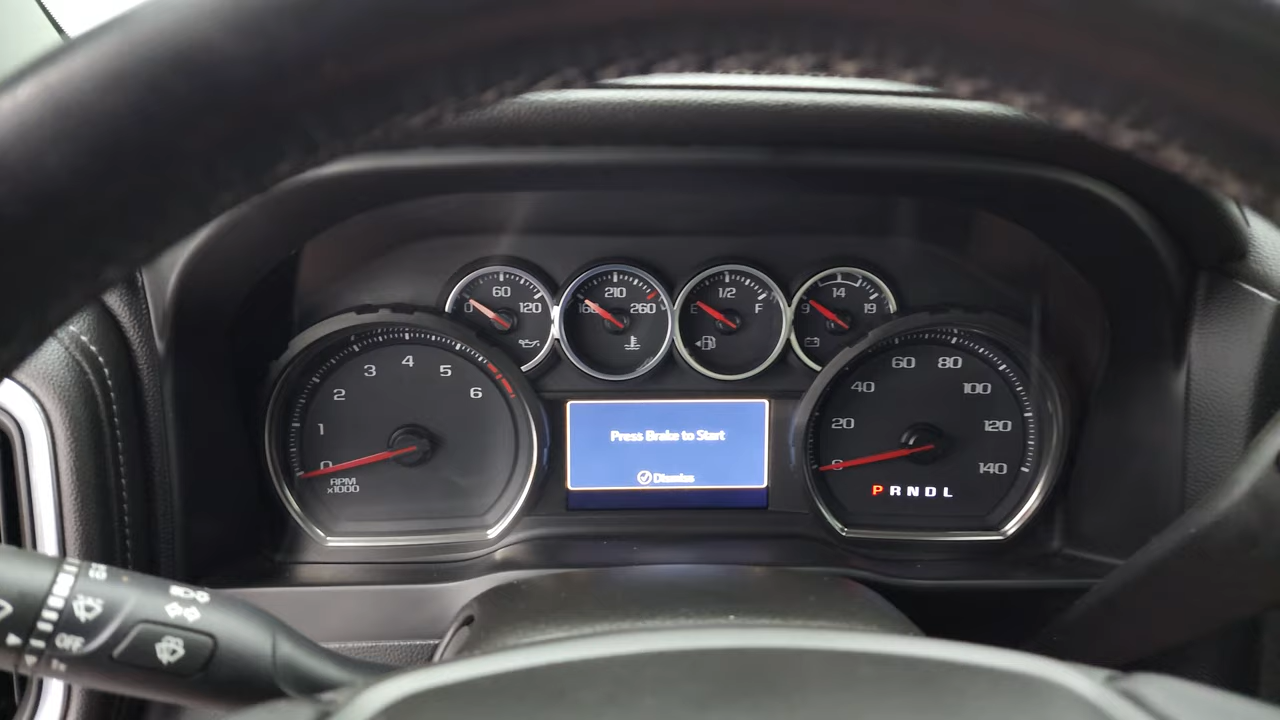 60
0 120
210
160 260
1/2
E F
14
9 19
4
3 5
2 6
1
0
RPM
x1000
Press Brake to Start
Dismiss
60 80
40 100
20 120
0 140
P R N D L
OFF